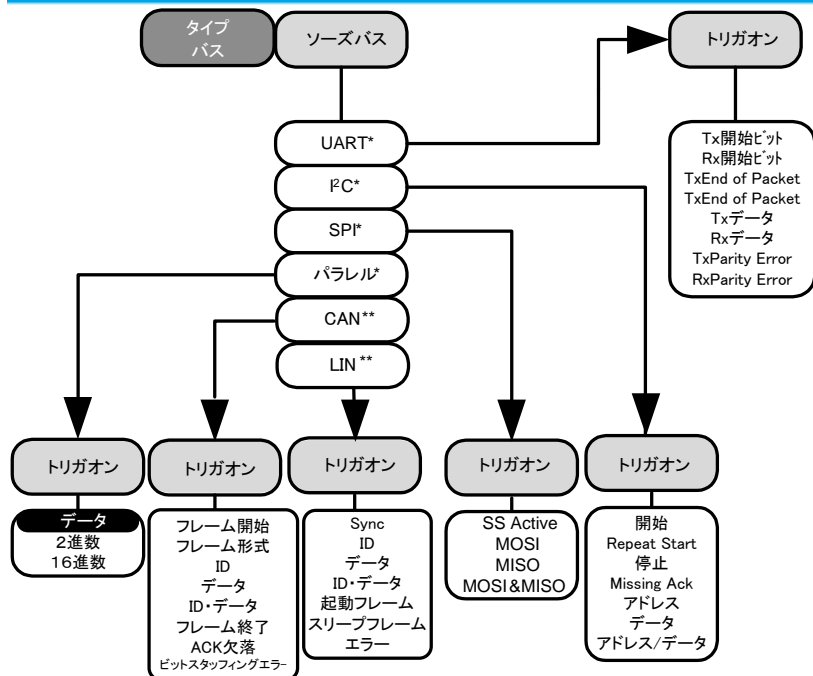 タイプ
バス
ソーズバス
トリガオン
UART*
I²C*
SPI*
パラレル*
CAN**
LIN**
Tx開始ビット
Rx開始ビット
TxEnd of Packet
TxEnd of Packet
Txデータ
Rxデータ
TxParity Error
RxParity Error
トリガオン
データ
2進数
16進数
トリガオン
フレーム開始
フレーム形式
ID
データ
ID・データ
フレーム終了
ACK欠落
ビットスタッフィングエラー
トリガオン
Sync
ID
データ
ID・データ
起動フレーム
スリープフレーム
エラー
トリガオン
SS Active
MOSI
MISO
MOSI&MISO
トリガオン
開始
Repeat Start
停止
Missing Ack
アドレス
データ
アドレス/データ